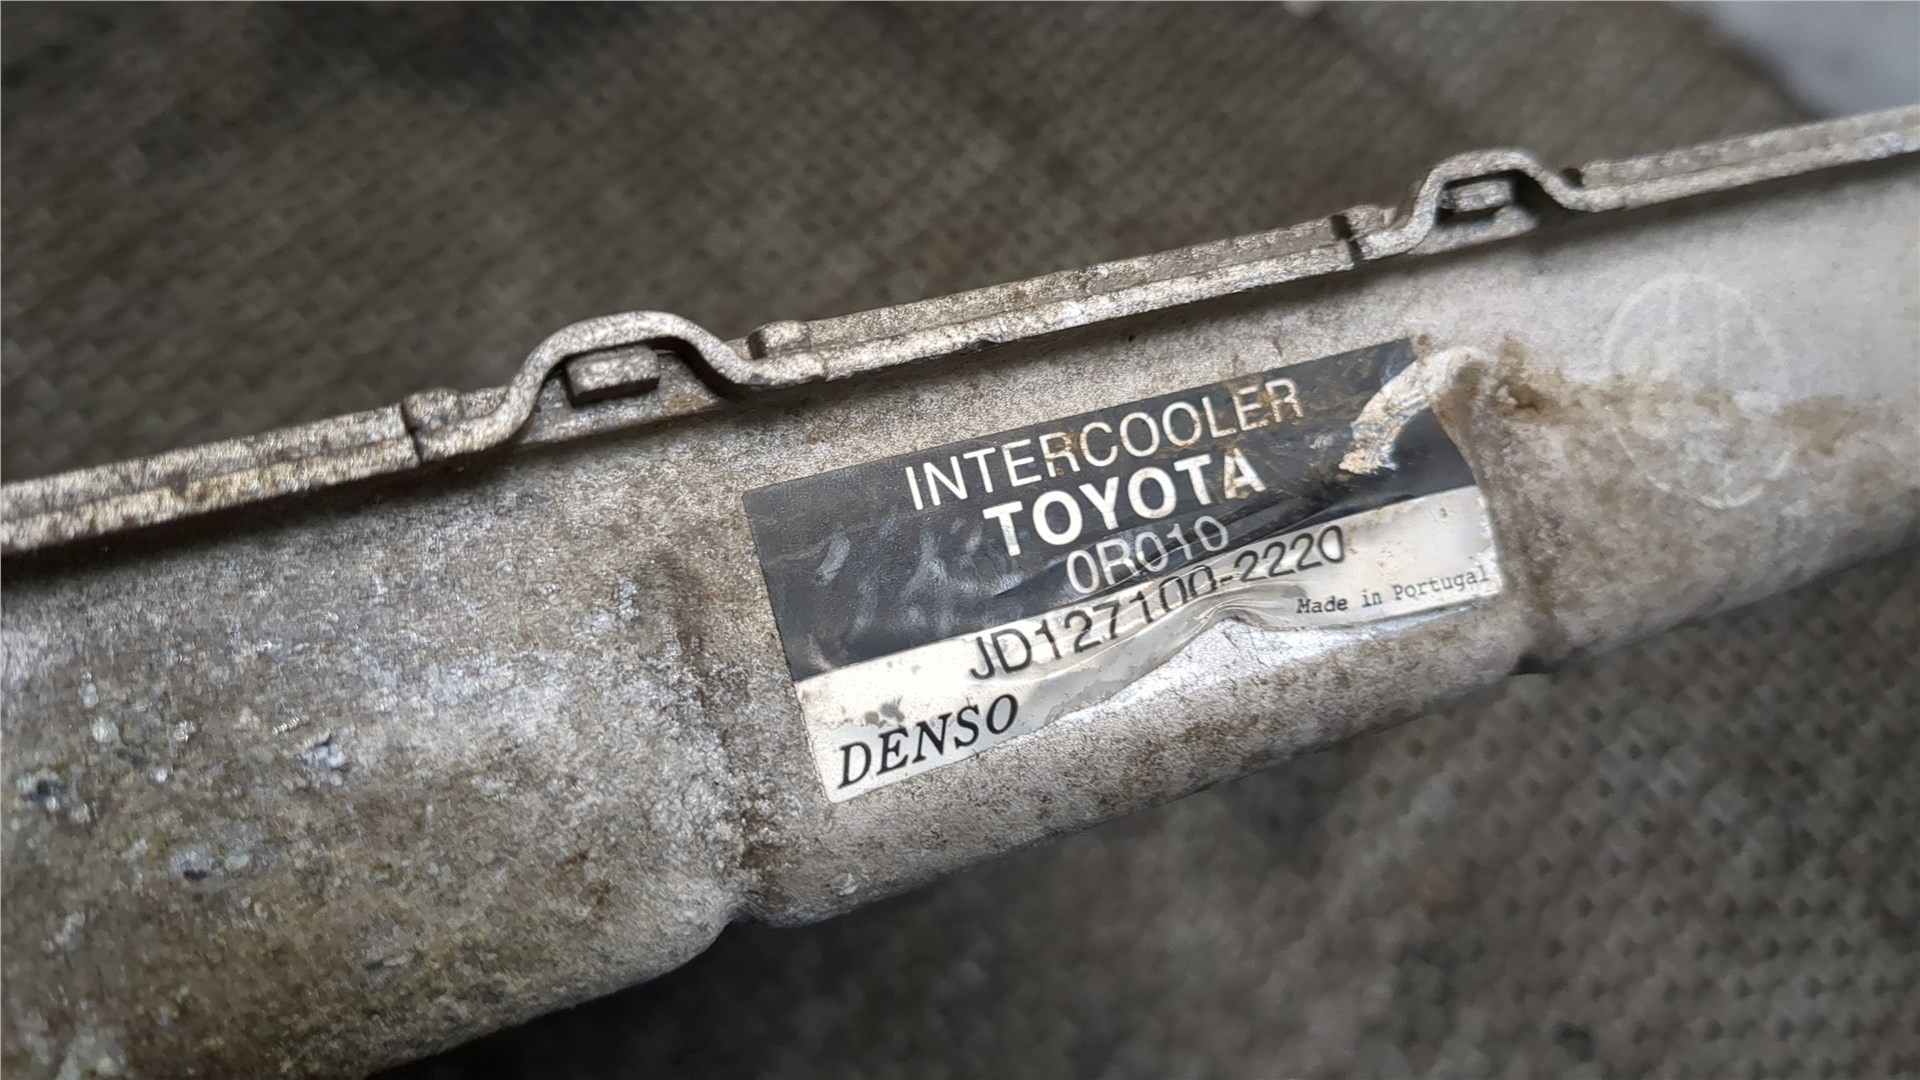 INTERCOOLER
TOYOTA
0R010
JD127100-2220
Made in Portugal
DENSO